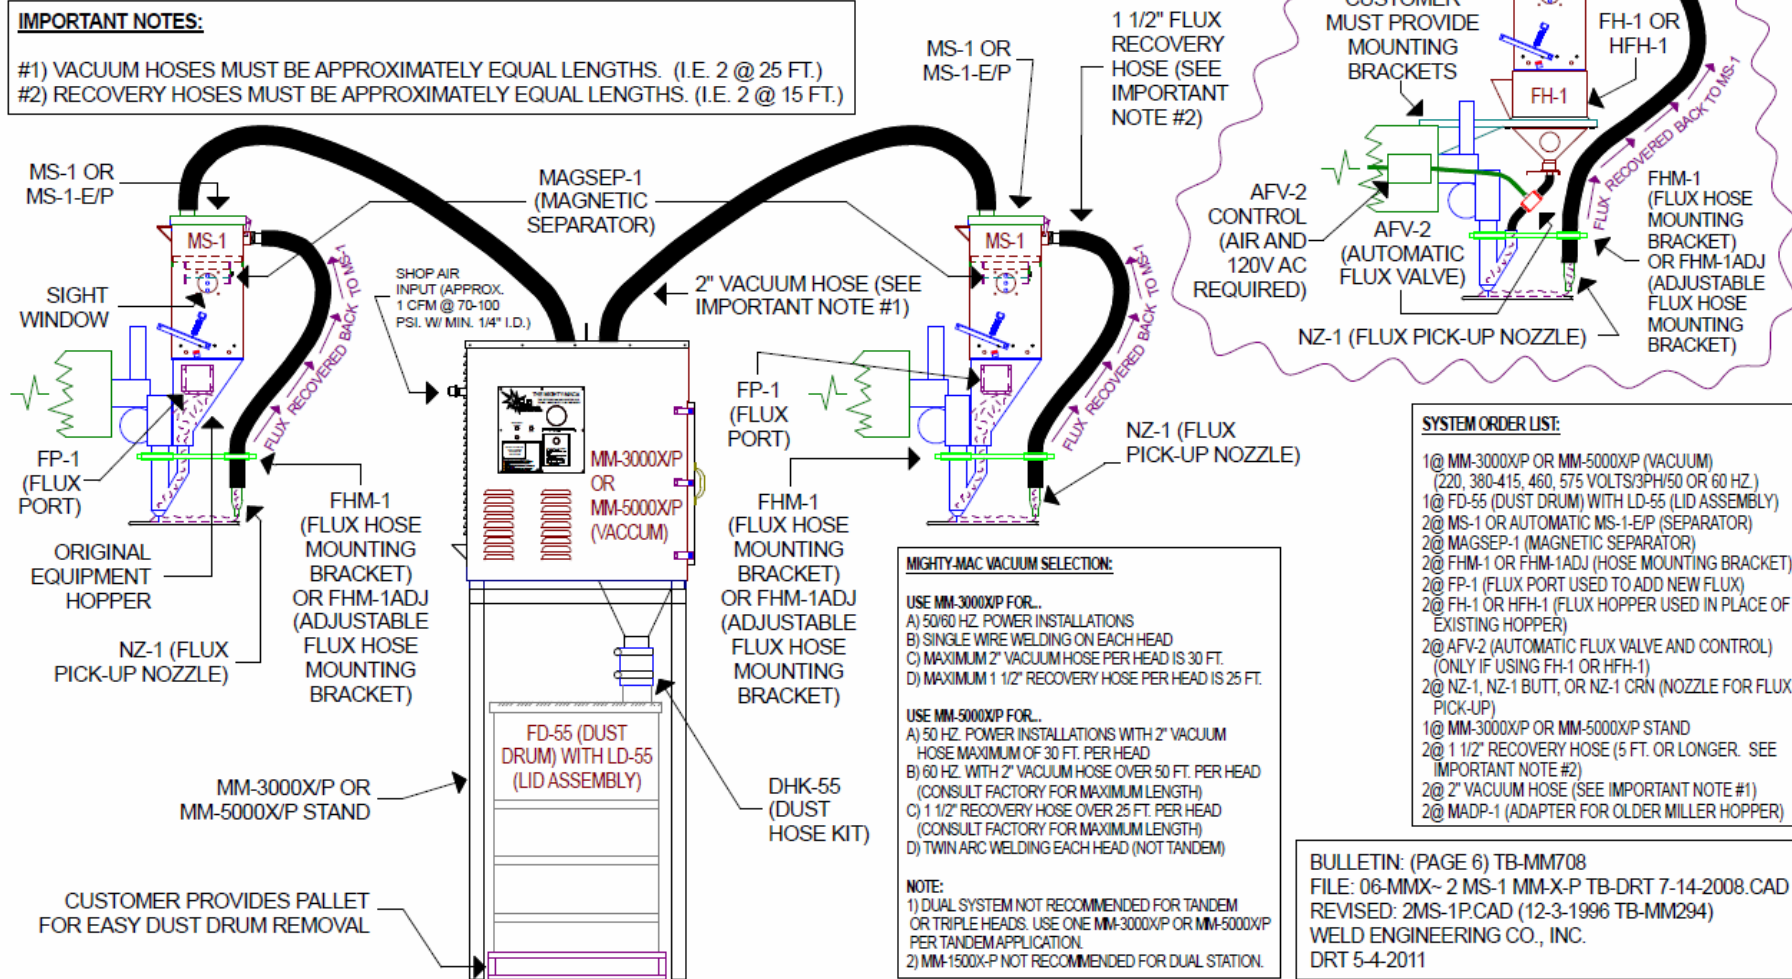 IMPORTANT NOTES:
#1) VACUUM HOSES MUST BE APPROXIMATELY EQUAL LENGTHS. (I.E. 2 @ 25 FT.)
#2) RECOVERY HOSES MUST BE APPROXIMATELY EQUAL LENGTHS. (I.E. 2 @ 15 FT.)
MS-1 OR
MS-1-E/P
MS-1
SIGHT
WINDOW
FP-1
(FLUX
PORT)
ORIGINAL
EQUIPMENT
HOPPER
NZ-1 (FLUX
PICK-UP NOZZLE)
FLUX RECOVERED BACK TO MS-1
MAGSEP-1
(MAGNETIC
SEPARATOR)
SHOP AIR
INPUT (APPROX.
1 CFM @ 70-100
PSI. W/ MIN. 1/4" I.D.)
2" VACUUM HOSE (SEE
IMPORTANT NOTE #1)
FHM-1
(FLUX HOSE
MOUNTING
BRACKET)
OR FHM-1ADJ
(ADJUSTABLE
FLUX HOSE
MOUNTING
BRACKET)
MM-3000X/P
OR
MM-5000X/P
(VACCUM)
FD-55 (DUST
DRUM) WITH LD-55
(LID ASSEMBLY)
MM-3000X/P OR
MM-5000X/P STAND
CUSTOMER PROVIDES PALLET
FOR EASY DUST DRUM REMOVAL
DHK-55
(DUST
HOSE KIT)
FP-1
(FLUX
PORT)
FHM-1
(FLUX HOSE
MOUNTING
BRACKET)
OR FHM-1ADJ
(ADJUSTABLE
FLUX HOSE
MOUNTING
BRACKET)
MS-1 OR
MS-1-E/P
1 1/2" FLUX
RECOVERY
HOSE (SEE
IMPORTANT
NOTE #2)
MS-1
FLUX RECOVERED BACK TO MS-1
NZ-1 (FLUX
PICK-UP NOZZLE)
CUSTOMER
MUST PROVIDE
MOUNTING
BRACKETS
FH-1 OR
HFH-1
FH-1
FLUX RECOVERED BACK TO MS-1
AFV-2
CONTROL
(AIR AND
120V AC
REQUIRED)
AFV-2
(AUTOMATIC
FLUX VALVE)
NZ-1 (FLUX PICK-UP NOZZLE)
FHM-1
(FLUX HOSE
MOUNTING
BRACKET)
OR FHM-1ADJ
(ADJUSTABLE
FLUX HOSE
MOUNTING
BRACKET)
MIGHTY-MAC VACUUM SELECTION:
USE MM-3000X/P FOR...
A) 50/60 HZ. POWER INSTALLATIONS
B) SINGLE WIRE WELDING ON EACH HEAD
C) MAXIMUM 2" VACUUM HOSE PER HEAD IS 30 FT.
D) MAXIMUM 1 1/2" RECOVERY HOSE PER HEAD IS 25 FT.
USE MM-5000X/P FOR...
A) 50 HZ. POWER INSTALLATIONS WITH 2" VACUUM
HOSE MAXIMUM OF 30 FT. PER HEAD
B) 60 HZ. WITH 2" VACUUM HOSE OVER 50 FT. PER HEAD
(CONSULT FACTORY FOR MAXIMUM LENGTH)
C) 1 1/2" RECOVERY HOSE OVER 25 FT. PER HEAD
(CONSULT FACTORY FOR MAXIMUM LENGTH)
D) TWIN ARC WELDING EACH HEAD (NOT TANDEM)
NOTE:
1) DUAL SYSTEM NOT RECOMMENDED FOR TANDEM
OR TRIPLE HEADS. USE ONE MM-3000X/P OR MM-5000X/P
PER TANDEM APPLICATION.
2) MM-1500X-P NOT RECOMMENDED FOR DUAL STATION.
SYSTEM ORDER LIST:
1@ MM-3000X/P OR MM-5000X/P (VACUUM)
(220, 380-415, 460, 575 VOLTS/3PH/50 OR 60 HZ.)
1@ FD-55 (DUST DRUM) WITH LD-55 (LID ASSEMBLY)
2@ MS-1 OR AUTOMATIC MS-1-E/P (SEPARATOR)
2@ MAGSEP-1 (MAGNETIC SEPARATOR)
2@ FHM-1 OR FHM-1ADJ (HOSE MOUNTING BRACKET)
2@ FP-1 (FLUX PORT USED TO ADD NEW FLUX)
2@ FH-1 OR HFH-1 (FLUX HOPPER USED IN PLACE OF
EXISTING HOPPER)
2@ AFV-2 (AUTOMATIC FLUX VALVE AND CONTROL)
(ONLY IF USING FH-1 OR HFH-1)
2@ NZ-1, NZ-1 BUTT, OR NZ-1 CRN (NOZZLE FOR FLUX
PICK-UP)
1@ MM-3000X/P OR MM-5000X/P STAND
2@ 1 1/2" RECOVERY HOSE (5 FT. OR LONGER. SEE
IMPORTANT NOTE #2)
2@ 2" VACUUM HOSE (SEE IMPORTANT NOTE #1)
2@ MADP-1 (ADAPTER FOR OLDER MILLER HOPPER)
BULLETIN: (PAGE 6) TB-MM708
FILE: 06-MMX~ 2 MS-1 MM-X-P TB-DRT 7-14-2008.CAD
REVISED: 2MS-1P.CAD (12-3-1996 TB-MM294)
WELD ENGINEERING CO., INC.
DRT 5-4-2011